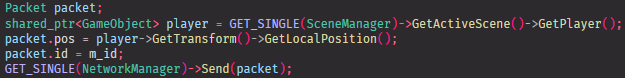 Packet packet;
shared_ptr<GameObject> player = GET_SINGLE(SceneManager)->GetActiveScene()->GetPlayer();
packet.pos = player->GetTransform()->GetLocalPosition();
packet.id = m_id;
GET_SINGLE(NetworkManager)->Send(packet);